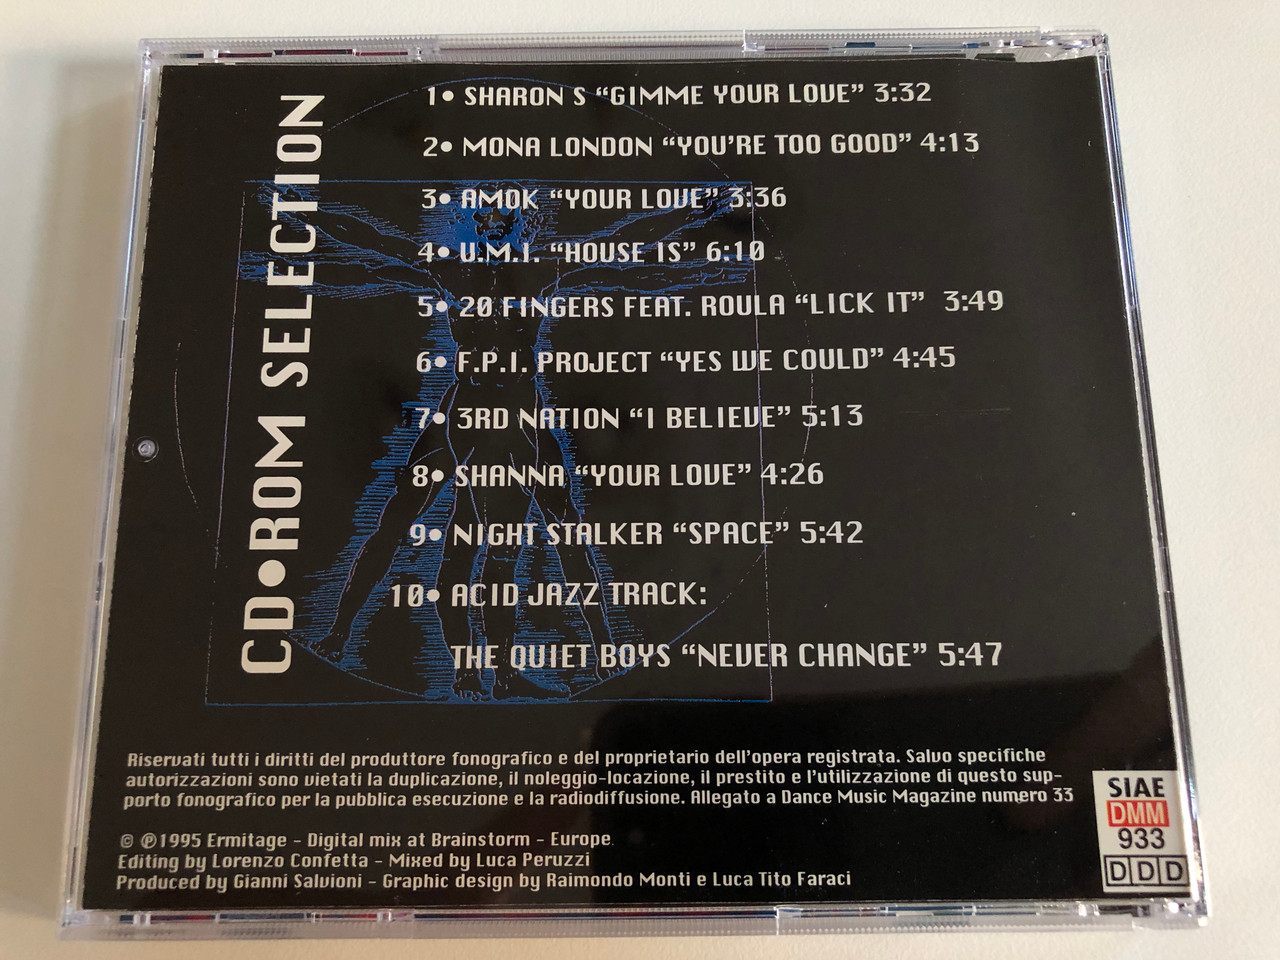 CD•ROM SELECTION
1• SHARON S “GIMME YOUR LOVE” 3:32
2• MONA LONDON “YOU’RE TOO GOOD” 4:13
3• AMOK “YOUR LOVE” 3:36
4• U.M.I. “HOUSE IS” 6:10
5• 20 FINGERS FEAT. ROULA “LICK IT” 3:49
6• F.P.I. PROJECT “YES WE COULD” 4:45
7• 3RD NATION “I BELIEVE” 5:13
8• SHANNA “YOUR LOVE” 4:26
9• NIGHT STALKER “SPACE” 5:42
10• ACID JAZZ TRACK:
THE QUIET BOYS “NEVER CHANGE” 5:47
Riservati tutti i diritti del produttore fonografico e del proprietario dell’opera registrata. Salvo specifiche
autorizzazioni sono vietati la duplicazione, il noleggio-locazione, il prestito e l’utilizzazione di questo sup-
porto fonografico per la pubblica esecuzione e la radiodiffusione. Allegato a Dance Music Magazine numero 33
© ℗1995 Ermitage - Digital mix at Brainstorm - Europe
Editing by Lorenzo Confetta - Mixed by Luca Peruzzi
Produced by Gianni Salvioni - Graphic design by Raimondo Monti e Luca Tito Faraci
SIAE
DMM
933
DDD